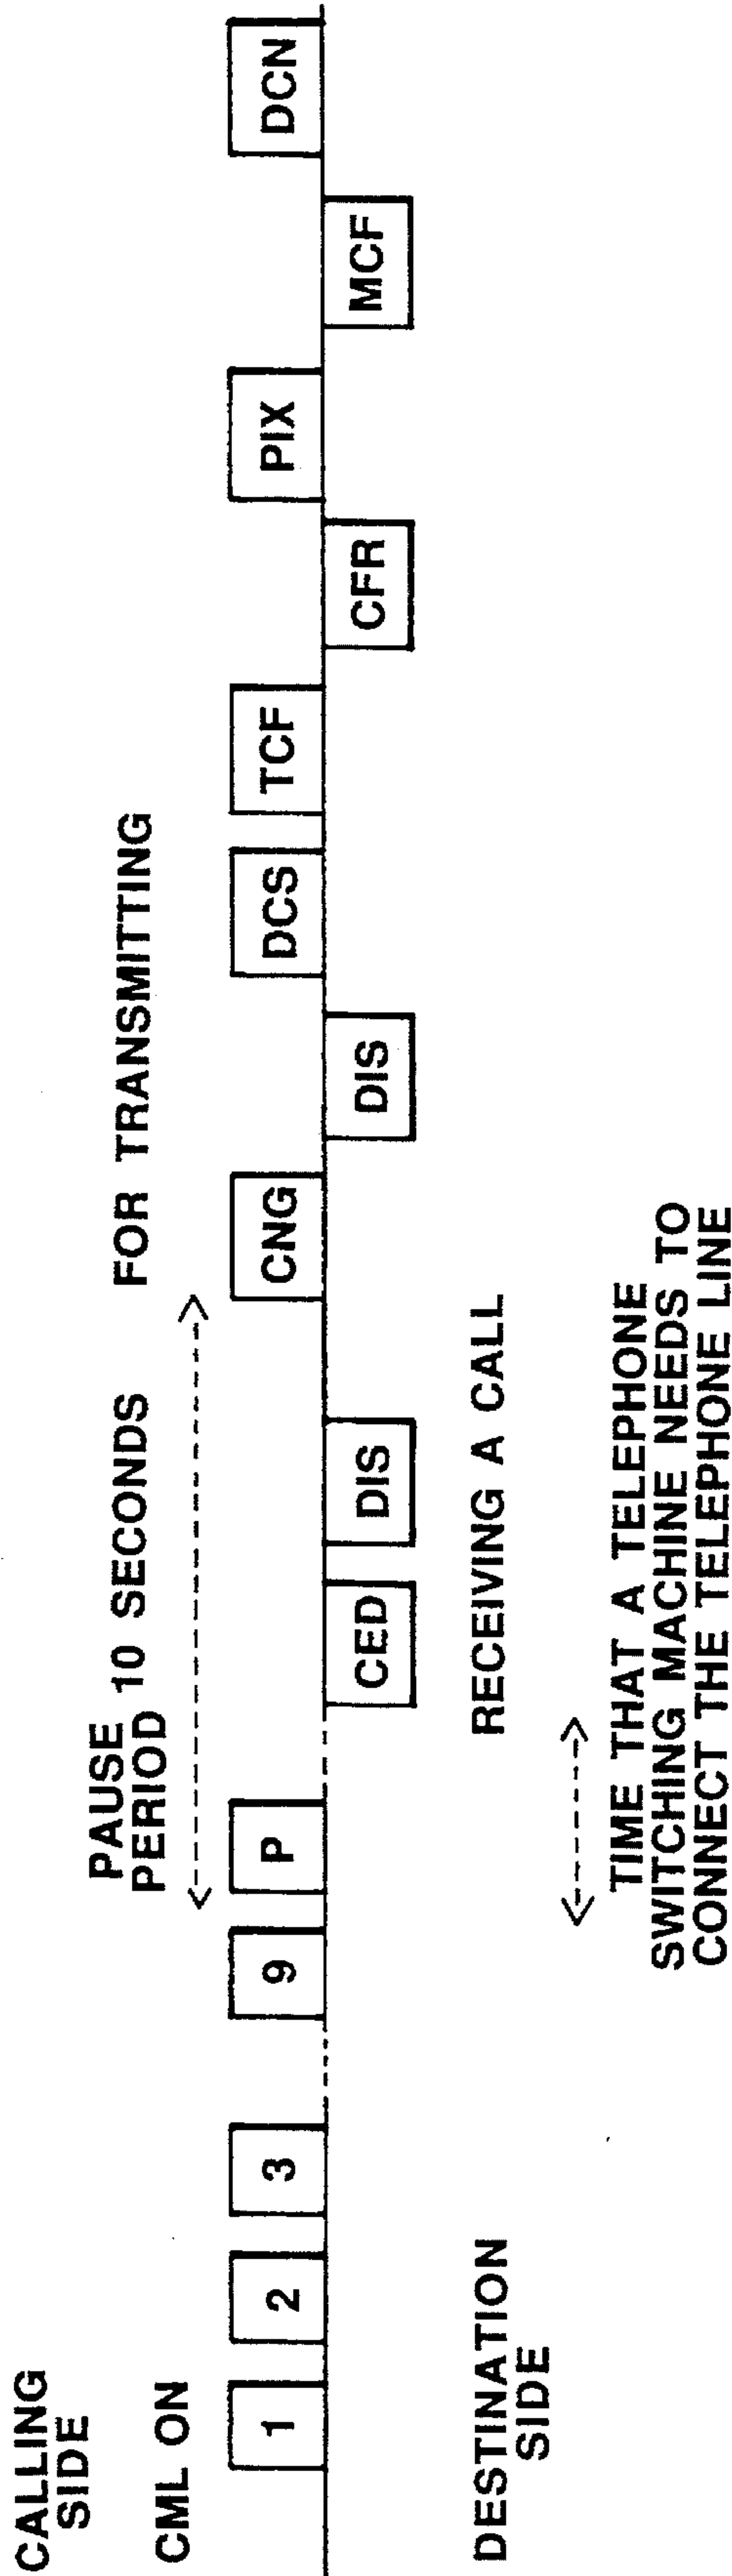 CALLING
SIDE
CML ON
PAUSE
PERIOD 10 SECONDS
FOR TRANSMITTING
1 2 3 9 P CNG DCS TCF PIX DCN
CED DIS DIS CFR MCF
DESTINATION
SIDE
RECEIVING A CALL
TIME THAT A TELEPHONE
SWITCHING MACHINE NEEDS TO
CONNECT THE TELEPHONE LINE